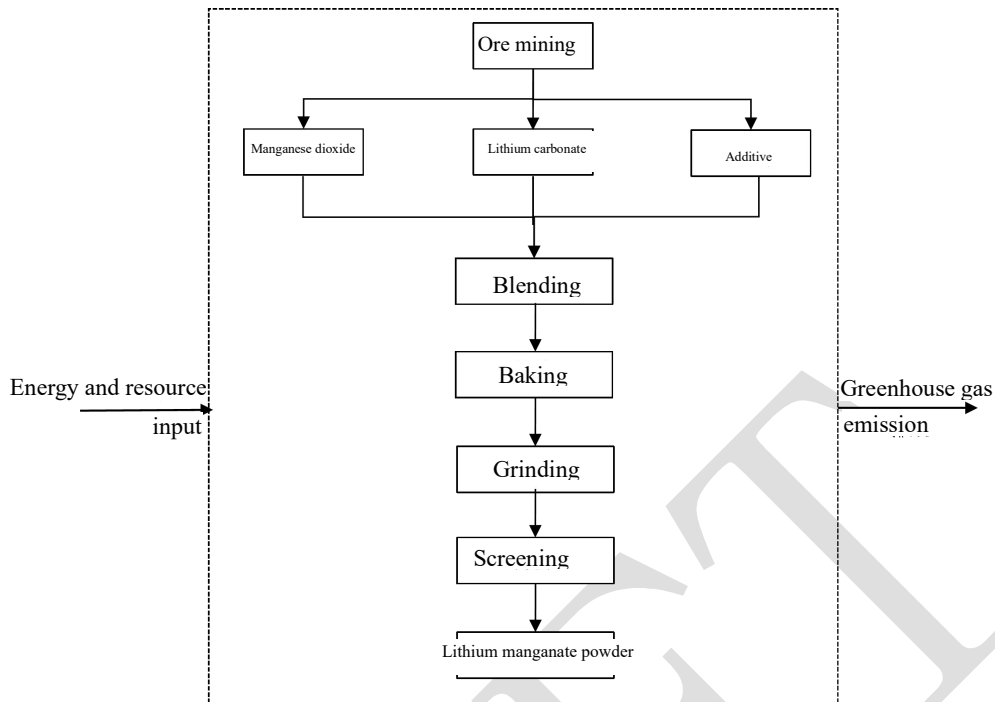 Ore mining
Manganese dioxide
Lithium carbonate
Additive
Blending
Baking
Energy and resource
input
Greenhouse gas
emission
Grinding
Screening
Lithium manganate powder